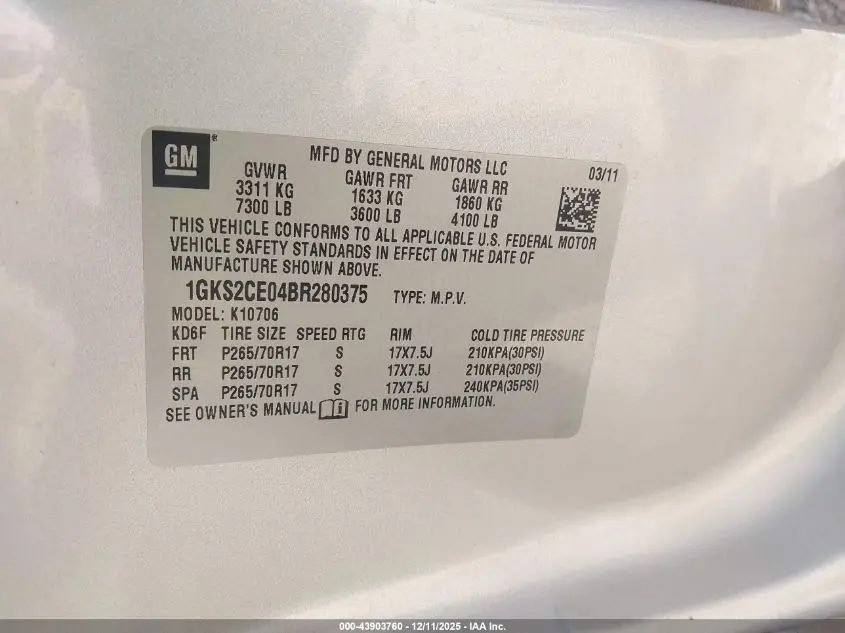 GM®
MFD BY GENERAL MOTORS LLC 03/11
GVWR GAWR FRT GAWR RR
3311 KG 1633 KG 1860 KG
7300 LB 3600 LB 4100 LB
THIS VEHICLE CONFORMS TO ALL APPLICABLE U.S. FEDERAL MOTOR
VEHICLE SAFETY STANDARDS IN EFFECT ON THE DATE OF
MANUFACTURE SHOWN ABOVE.
1GKS2CE04BR280375 TYPE: M.P.V.
MODEL: K10706
KD6F TIRE SIZE SPEED RTG RIM COLD TIRE PRESSURE
FRT P265/70R17 S 17X7.5J 210KPA(30PSI)
RR P265/70R17 S 17X7.5J 210KPA(30PSI)
SPA P265/70R17 S 17X7.5J 240KPA(35PSI)
SEE OWNER'S MANUAL FOR MORE INFORMATION.
000-43903760 - 12/11/2025 - IAA Inc.